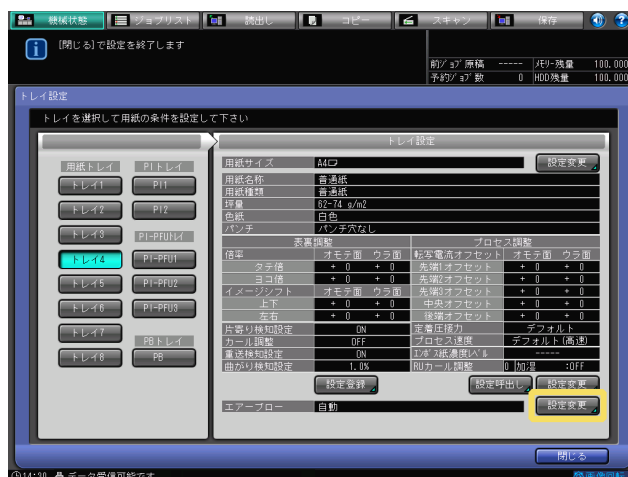 機械状態 ジョブリスト 読出し コピー スキャン 保存
[閉じる]で設定を終了します
前ジョブ原稿 ----- メモリー残量 100.000
予約ジョブ数 0 HDD残量 100.000
トレイ設定
トレイを選択して用紙の条件を設定して下さい
トレイ設定
用紙トレイ PIトレイ
トレイ1 PI1
トレイ2 PI2
トレイ3 PI-PFUトレイ
トレイ4 PI-PFU1
トレイ5 PI-PFU2
トレイ6 PI-PFU3
トレイ7 PBトレイ
トレイ8 PB
用紙サイズ A4 設定変更
用紙名称 普通紙
用紙種類 普通紙
坪量 62-74 g/m2
色紙 白色
パンチ パンチ穴なし
表裏調整 プロセス調整
倍率 オモテ面 ウラ面 転写電流オフセット オモテ面 ウラ面
タテ倍 + 0 + 0 先端1オフセット + 0 + 0
ヨコ倍 + 0 + 0 先端2オフセット + 0 + 0
イメージシフト オモテ面 ウラ面 先端3オフセット + 0 + 0
上下 + 0 + 0 中央オフセット + 0 + 0
左右 + 0 + 0 後端オフセット + 0 + 0
片寄り検知設定 ON 定着圧接力 デフォルト
カール調整 OFF プロセス速度 デフォルト(高速)
重送検知設定 ON エンボス紙濃度レベル -----
曲がり検知設定 1.0% RUカール調整 0 加湿 :OFF
設定登録 設定呼出し 設定変更
エアーブロー 自動 設定変更
閉じる
14:30 データ受信可能です 画像回転